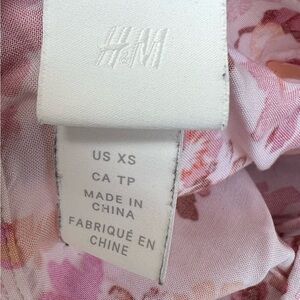 H&M
US XS
CA TP
MADE IN
CHINA
FABRIQUÉ EN
CHINE